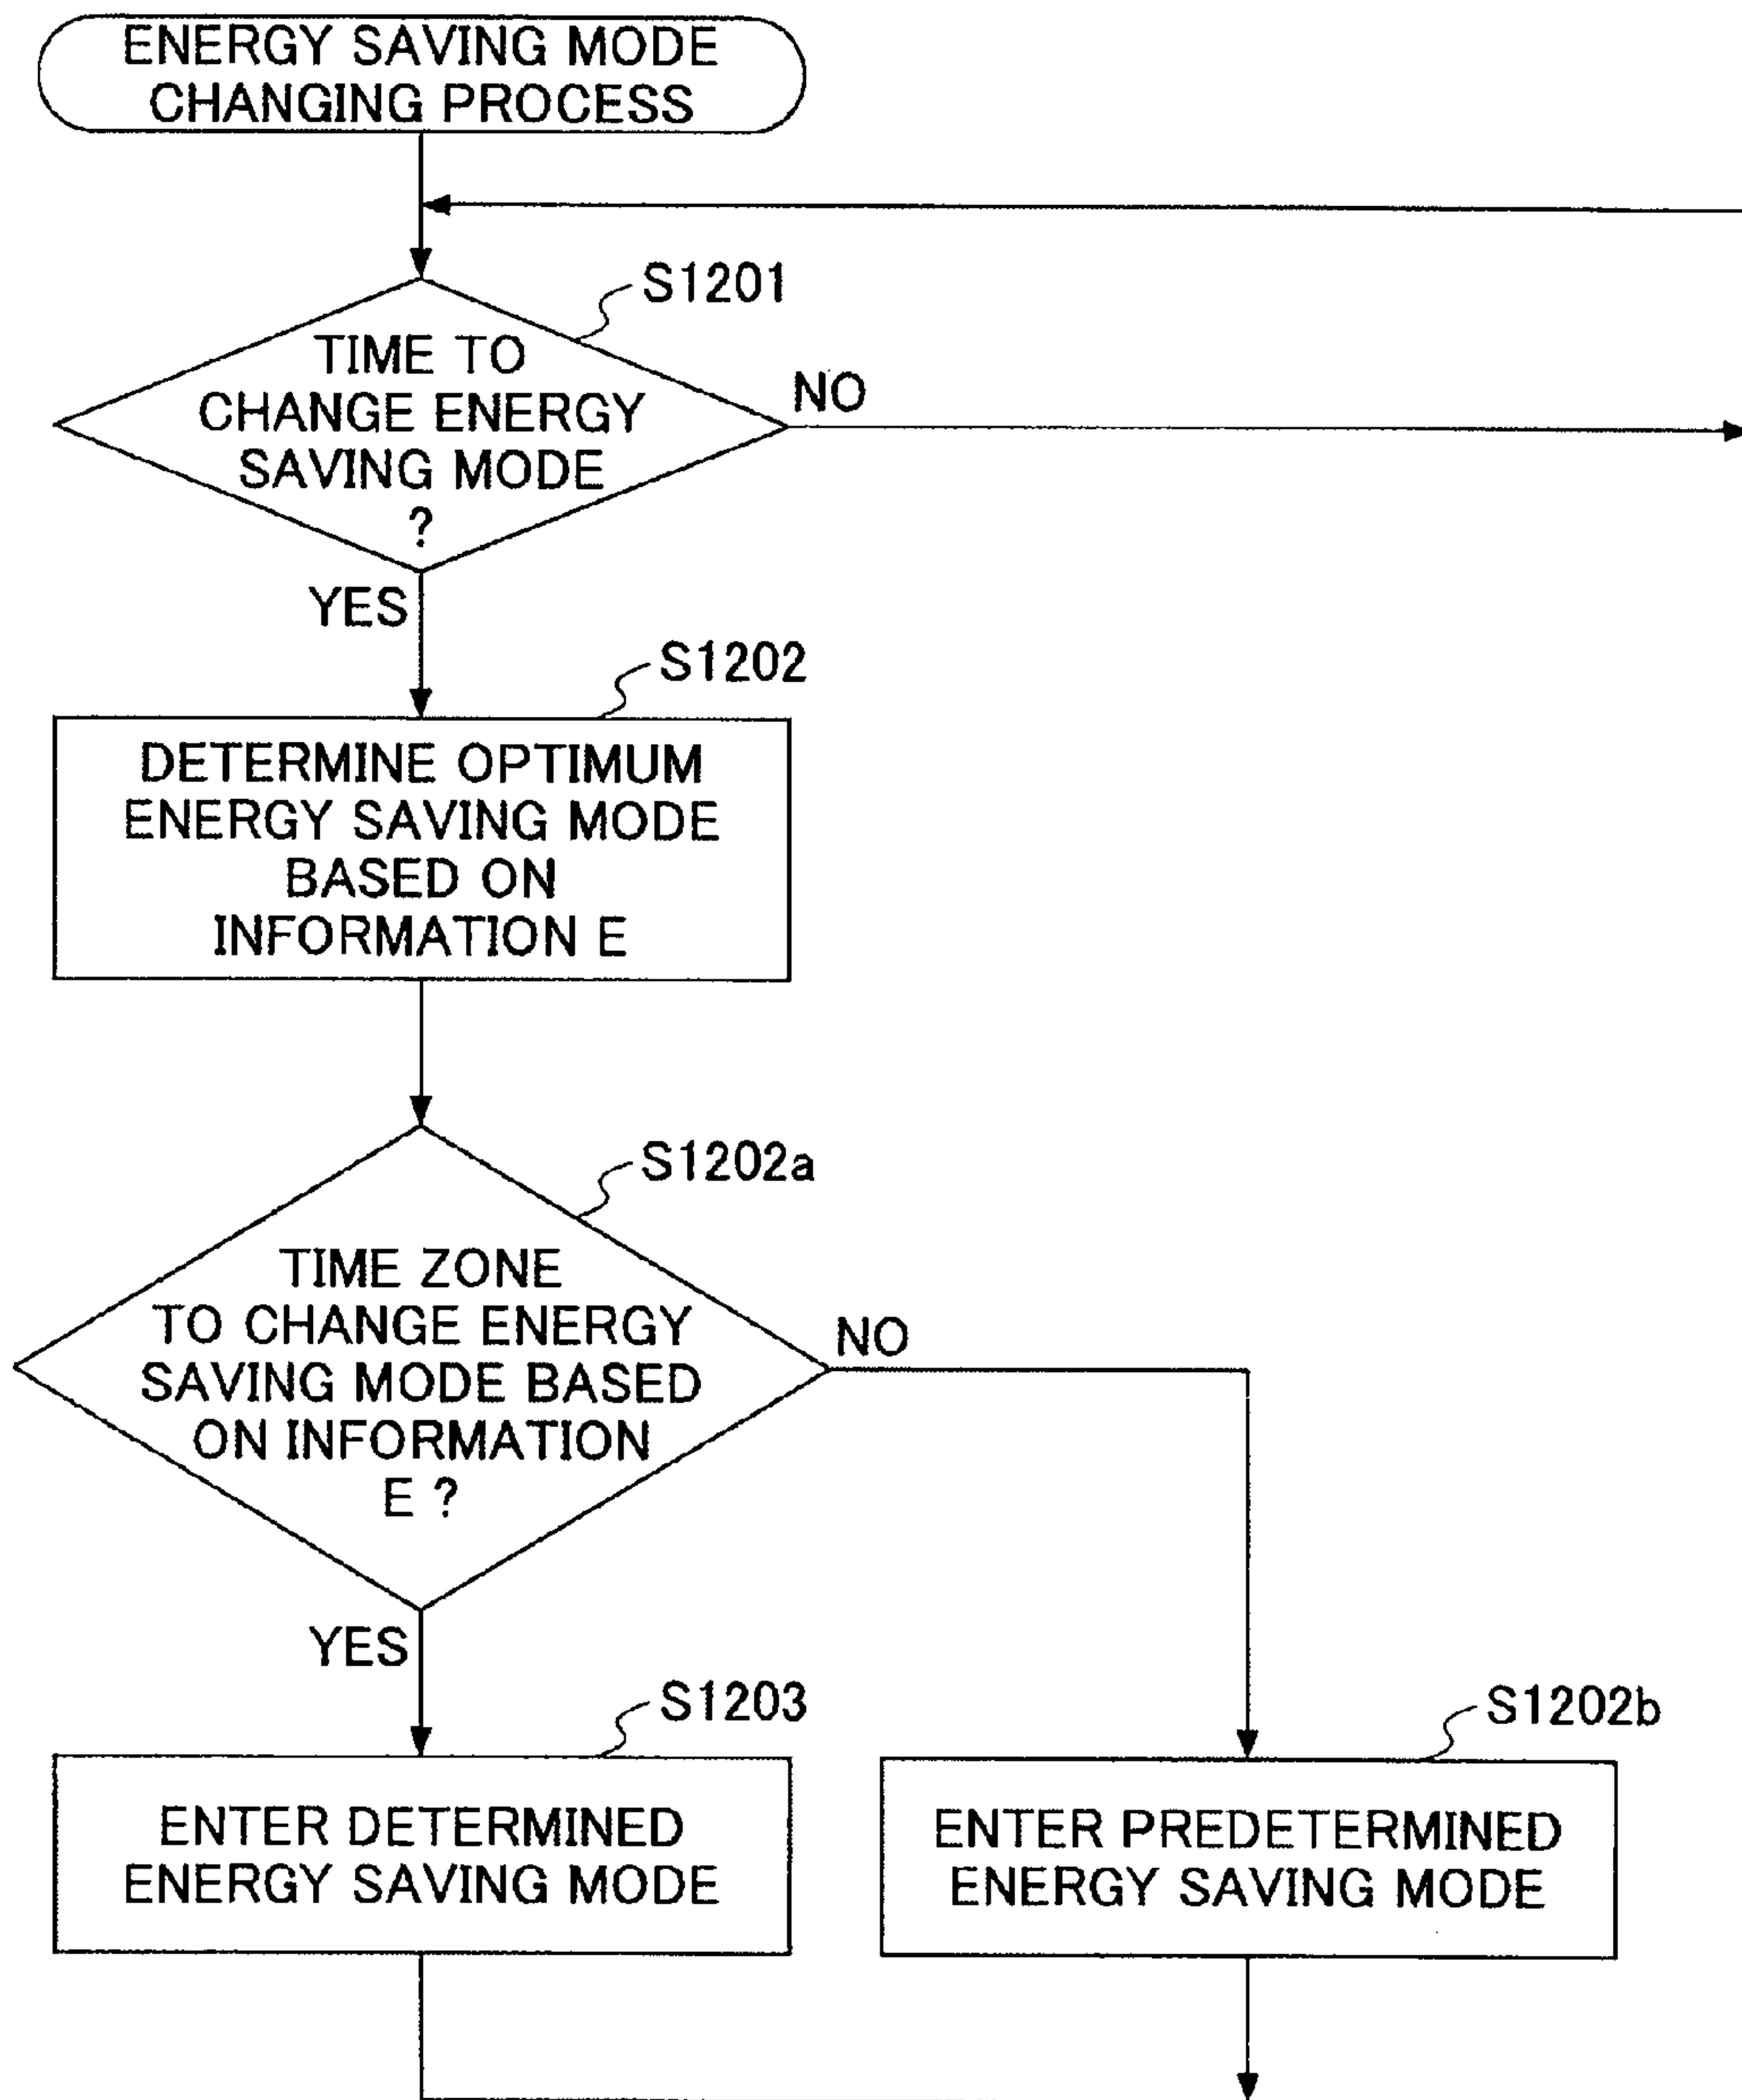 ENERGY SAVING MODE
CHANGING PROCESS
S1201
TIME TO
CHANGE ENERGY
SAVING MODE
?
NO
YES
S1202
DETERMINE OPTIMUM
ENERGY SAVING MODE
BASED ON
INFORMATION E
S1202a
TIME ZONE
TO CHANGE ENERGY
SAVING MODE BASED
ON INFORMATION
E ?
NO
YES
S1203
ENTER DETERMINED
ENERGY SAVING MODE
S1202b
ENTER PREDETERMINED
ENERGY SAVING MODE